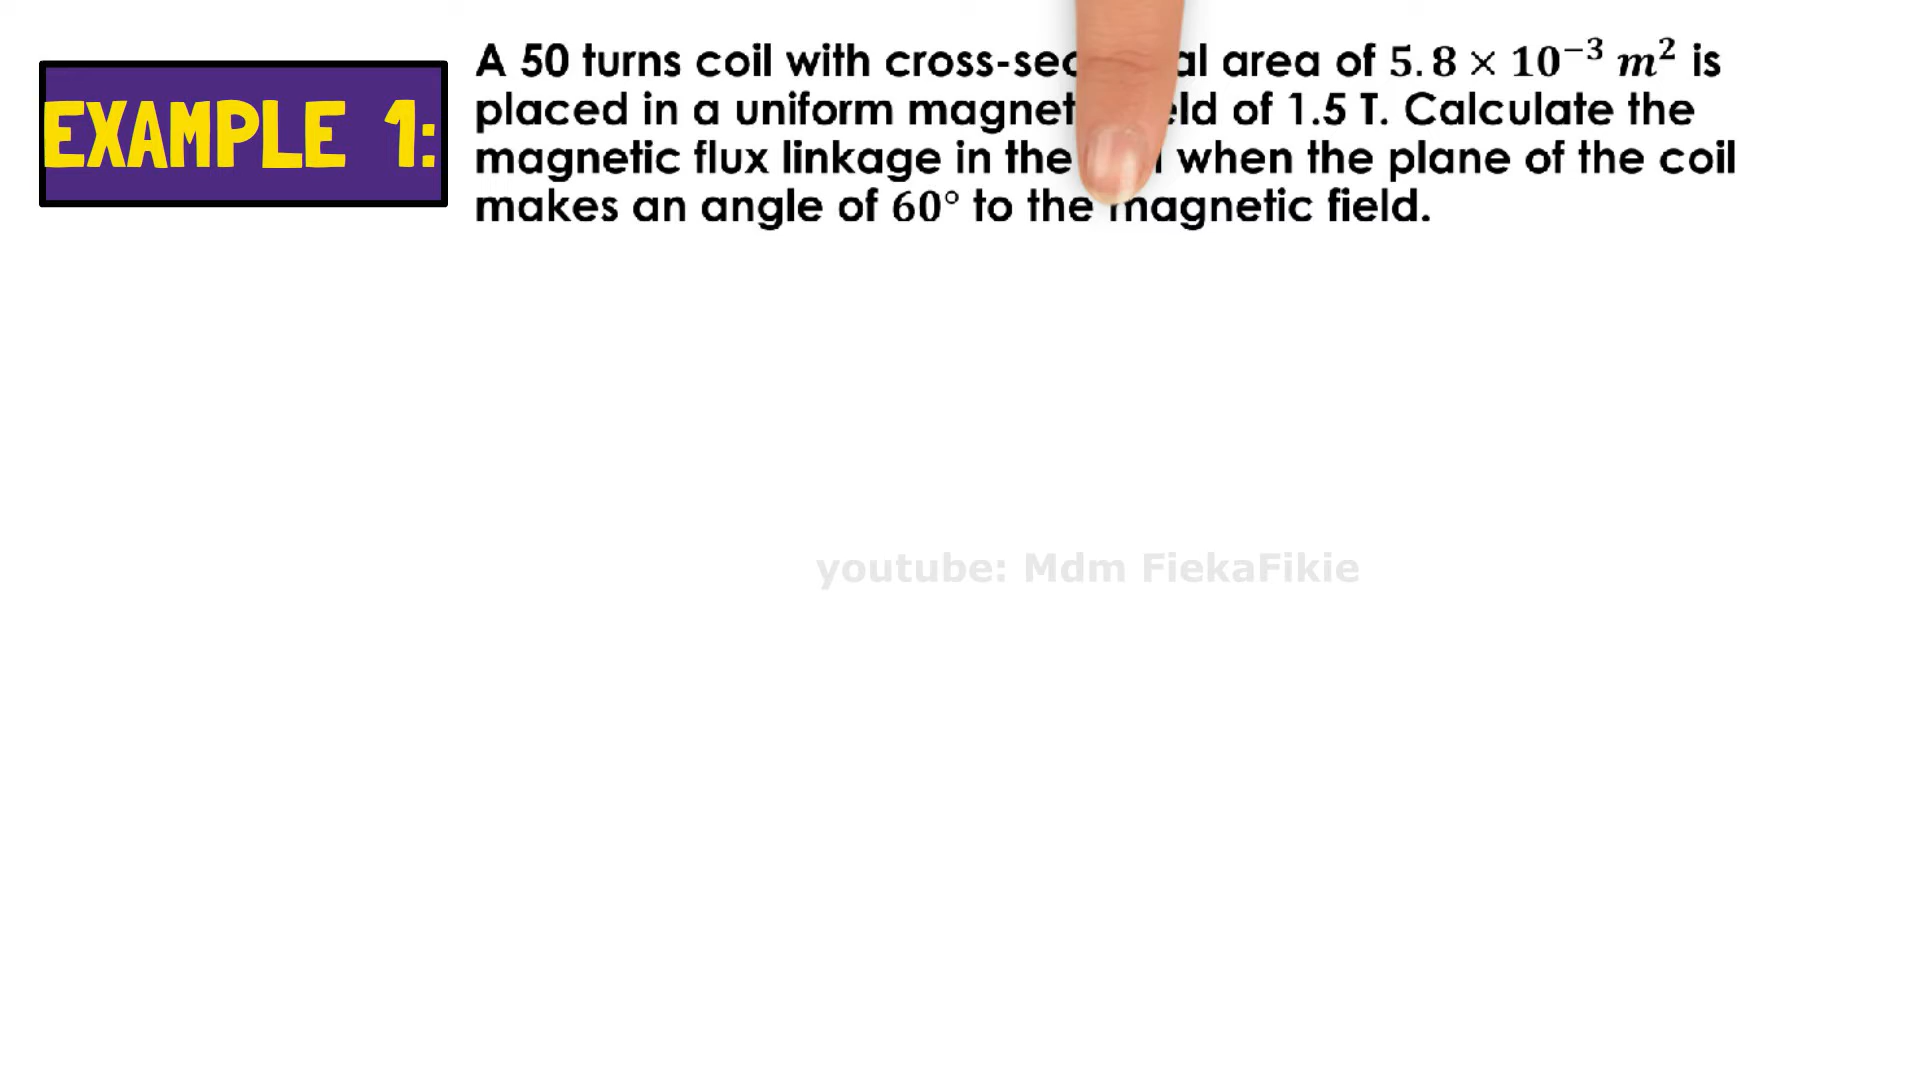 EXAMPLE 1:
A 50 turns coil with cross-sec al area of 5.8 × 10⁻³ m² is
placed in a uniform magnet eld of 1.5 T. Calculate the
magnetic flux linkage in the when the plane of the coil
makes an angle of 60° to the magnetic field.
youtube: Mdm FiekaFikie